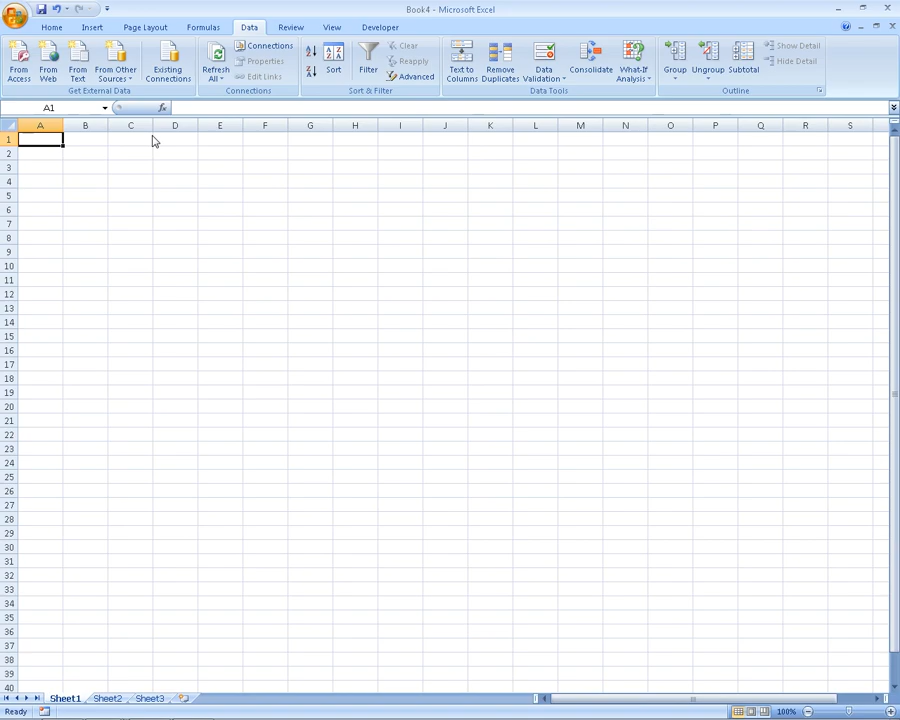 Book4 - Microsoft Excel
Home Insert Page Layout Formulas Data Review View Developer
From Access
From Web
From Text
From Other Sources
Existing Connections
Get External Data
Refresh All
Connections
Properties
Edit Links
Connections
Sort
Filter
Clear
Reapply
Advanced
Sort & Filter
Text to Columns
Remove Duplicates
Data Validation
Consolidate
What-If Analysis
Data Tools
Group
Ungroup
Subtotal
Show Detail
Hide Detail
Outline
A1 fx
A B C D E F G H I J K L M N O P Q R S
1
2
3
4
5
6
7
8
9
10
11
12
13
14
15
16
17
18
19
20
21
22
23
24
25
26
27
28
29
30
31
32
33
34
35
36
37
38
39
40
Sheet1 Sheet2 Sheet3
Ready 100%